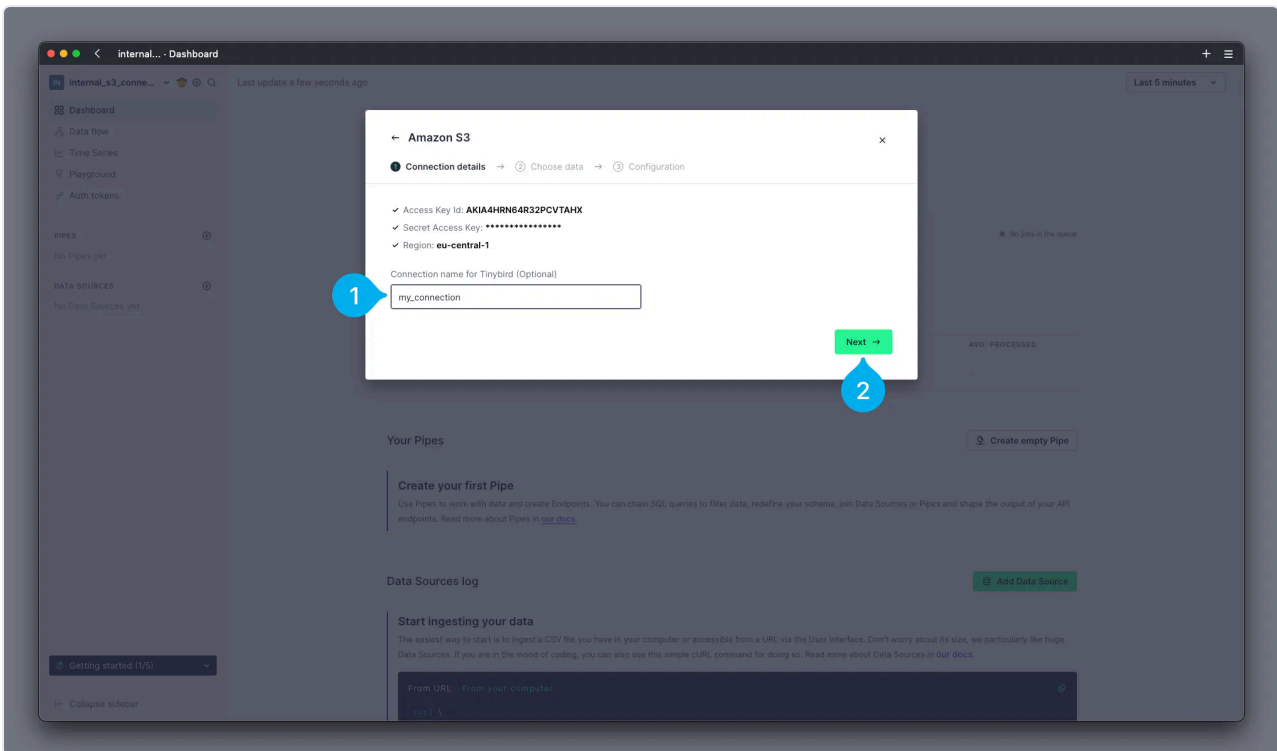 internal... · Dashboard
IN internal_s3_conne...
Last update a few seconds ago
Last 5 minutes
Dashboard
Data flow
Time Series
Playground
Auth tokens
PIPES
No Pipes yet
DATA SOURCES
No Data Sources yet
← Amazon S3
1 Connection details → 2 Choose data → 3 Configuration
✓ Access Key Id: AKIA4HRN64R32PCVTAHX
✓ Secret Access Key: ****************
✓ Region: eu-central-1
Connection name for Tinybird (Optional)
1
my_connection
Next →
2
No jobs in the queue
AVG. PROCESSED
Your Pipes
Create empty Pipe
Create your first Pipe
Use Pipes to work with data and create Endpoints. You can chain SQL queries to filter data, redefine your schema, join Data Sources or Pipes and shape the output of your API
endpoints. Read more about Pipes in our docs.
Data Sources log
Add Data Source
Start ingesting your data
The easiest way to start is to ingest a CSV file you have in your computer or accessible from a URL via the User Interface. Don't worry about its size, we particularly like huge
Data Sources. If you are in the mood of coding, you can also use this simple cURL command for doing so. Read more about Data Sources in our docs.
From URL From your computer
curl \
Getting started (1/5)
Collapse sidebar